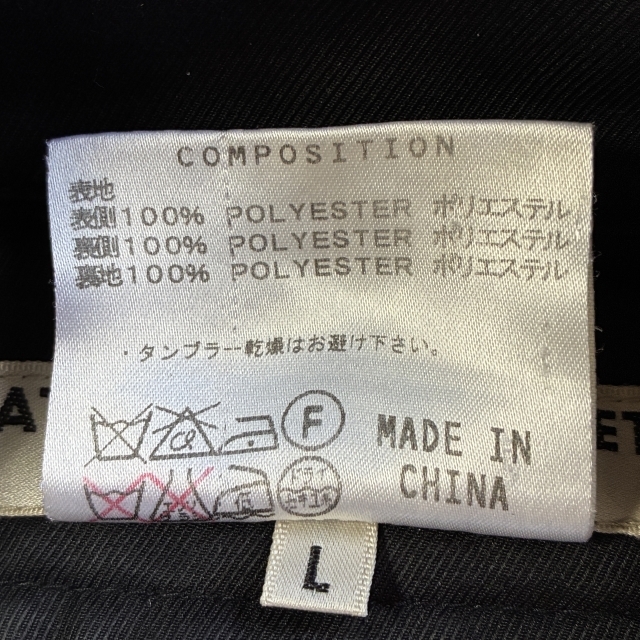 COMPOSITION
表地
表側100% POLYESTER ポリエステル
裏側100% POLYESTER ポリエステル
裏地100% POLYESTER ポリエステル
・タンブラー乾燥はお避け下さい。
F
MADE IN
CHINA
L